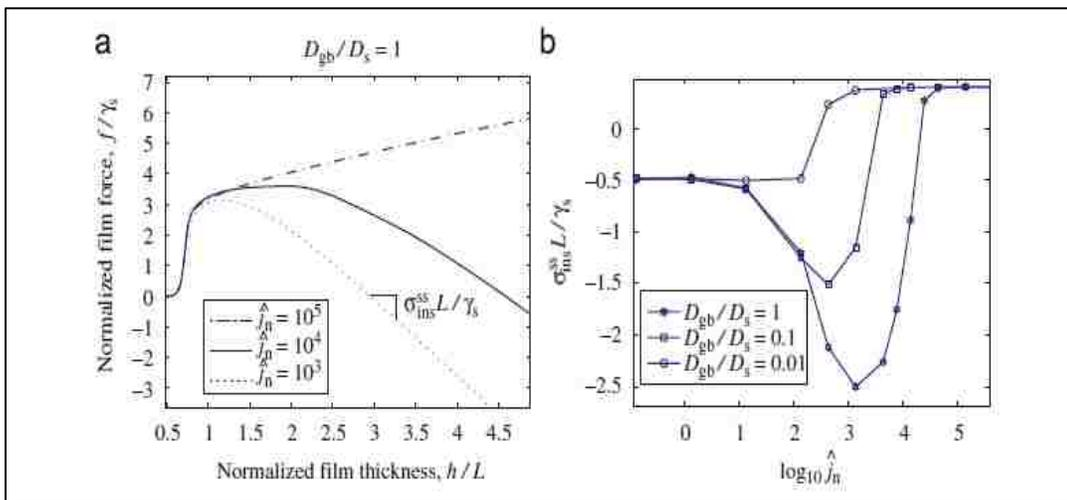 a
D_gb/D_s = 1
7
6
5
4
3
2
1
0
−1
−2
−3
Normalized film force, f/γ_s
ĵ_n = 10^5
ĵ_n = 10^4
ĵ_n = 10^3
σ_ins^ss L/γ_s
0.5 1 1.5 2 2.5 3 3.5 4 4.5
Normalized film thickness, h/L
b
0
−0.5
−1
−1.5
−2
−2.5
σ_ins^ss L/γ_s
D_gb/D_s = 1
D_gb/D_s = 0.1
D_gb/D_s = 0.01
0 1 2 3 4 5
log_10 ĵ_n